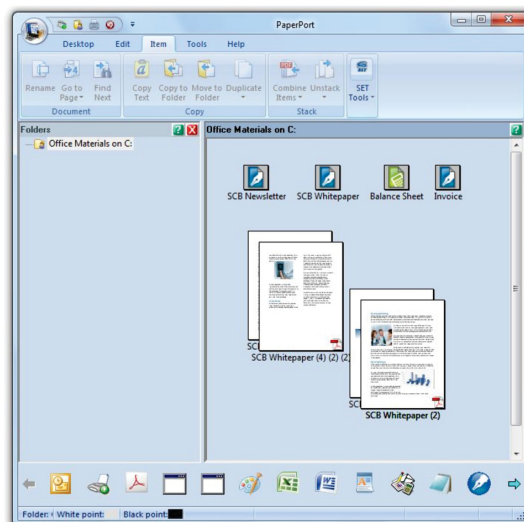 PaperPort
Desktop Edit Item Tools Help
Rename Go to Page Find Next Copy Text Copy to Folder Move to Folder Duplicate Combine Items Unstack SET Tools
Document Copy Stack
Folders
Office Materials on C:
Office Materials on C:
SCB Newsletter SCB Whitepaper Balance Sheet Invoice
SC
SCB Whitepaper (4) (2) (2)
SC
SCB Whitepaper (2)
Folder: White point: Black point: